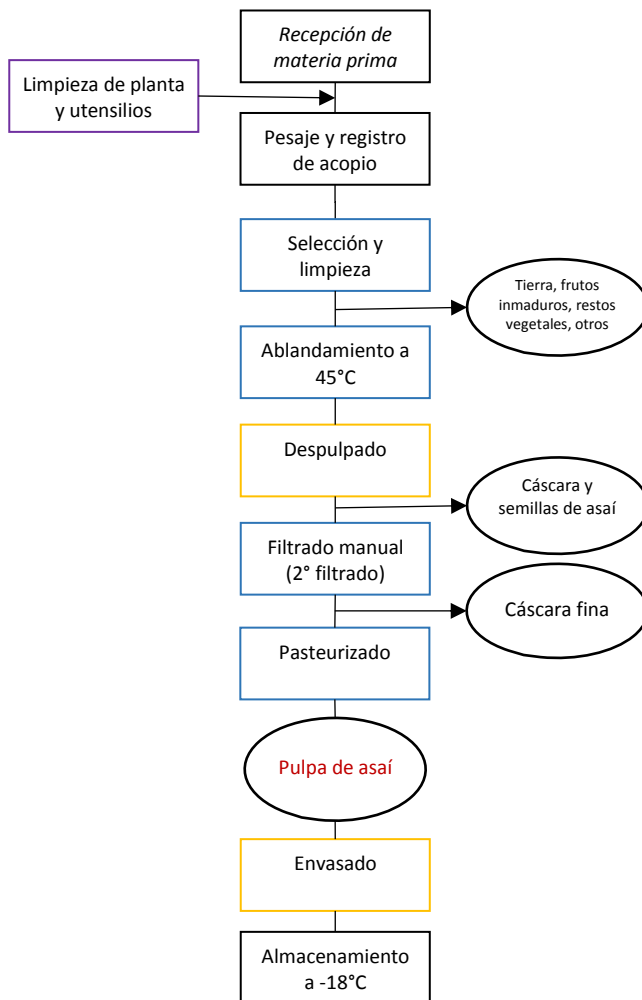 Recepción de
materia prima
Limpieza de planta
y utensilios
Pesaje y registro
de acopio
Selección y
limpieza
Tierra, frutos
inmaduros, restos
vegetales, otros
Ablandamiento a
45°C
Despulpado
Cáscara y
semillas de asaí
Filtrado manual
(2° filtrado)
Cáscara fina
Pasteurizado
Pulpa de asaí
Envasado
Almacenamiento
a -18°C